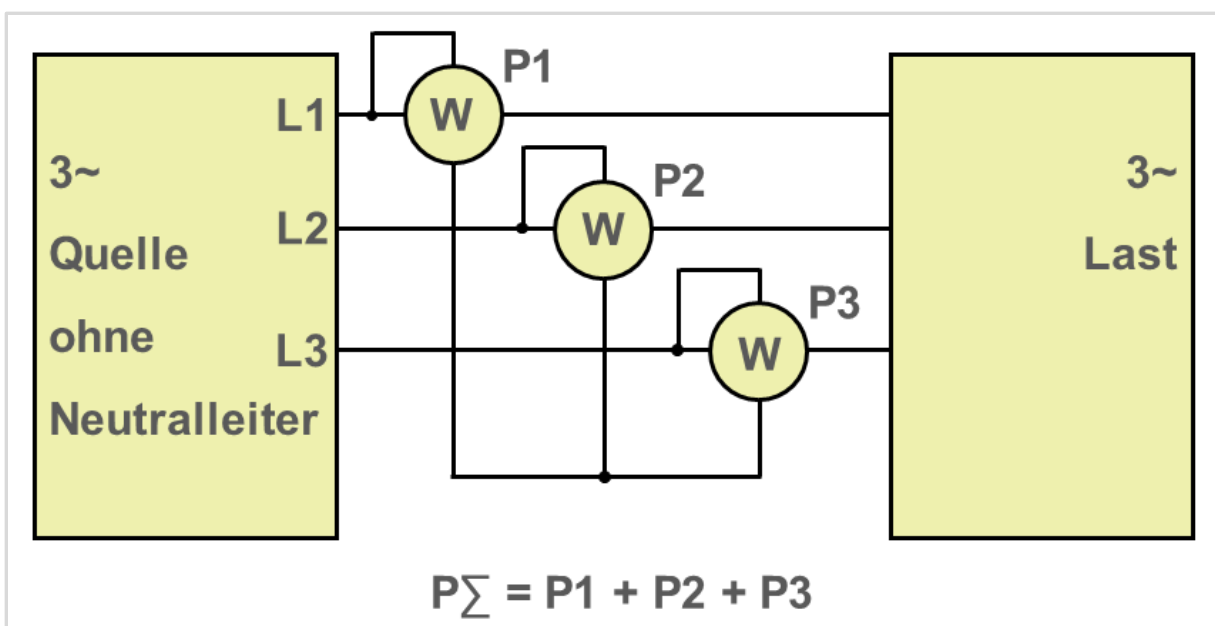 P1
L1
W
3~
P2
3~
L2
W
Quelle
Last
P3
ohne
L3
W
Neutralleiter
P∑ = P1 + P2 + P3